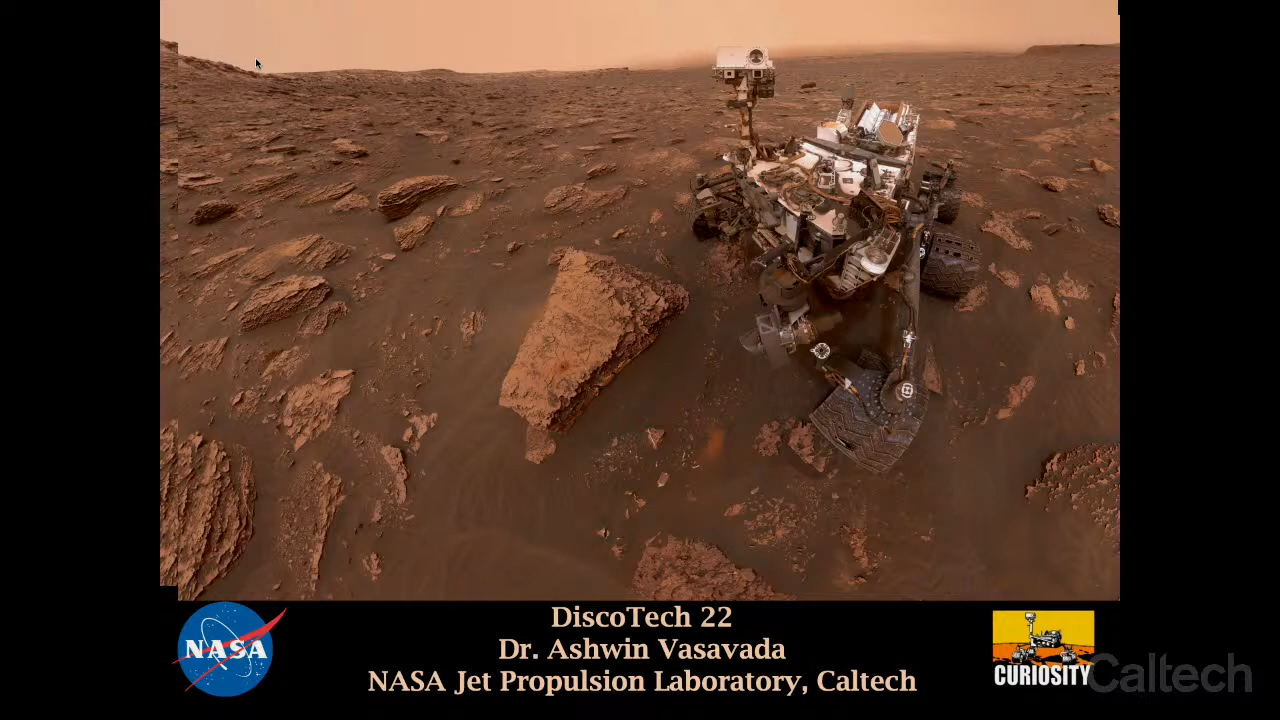 DiscoTech 22
Dr. Ashwin Vasavada
NASA Jet Propulsion Laboratory, Caltech
NASA
CURIOSITY
Caltech